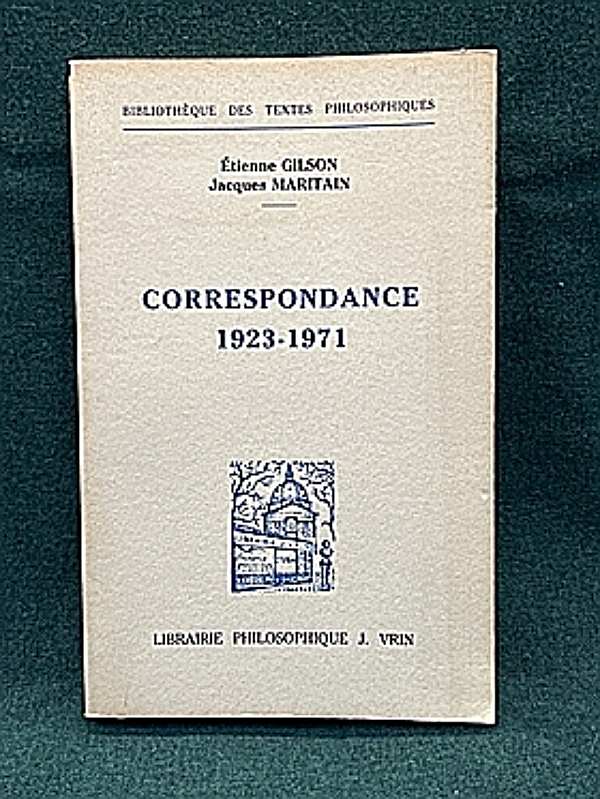 BIBLIOTHÈQUE DES TEXTES PHILOSOPHIQUES
Étienne GILSON
Jacques MARITAIN
CORRESPONDANCE
1923-1971
LIBRAIRIE PHILOSOPHIQUE J. VRIN